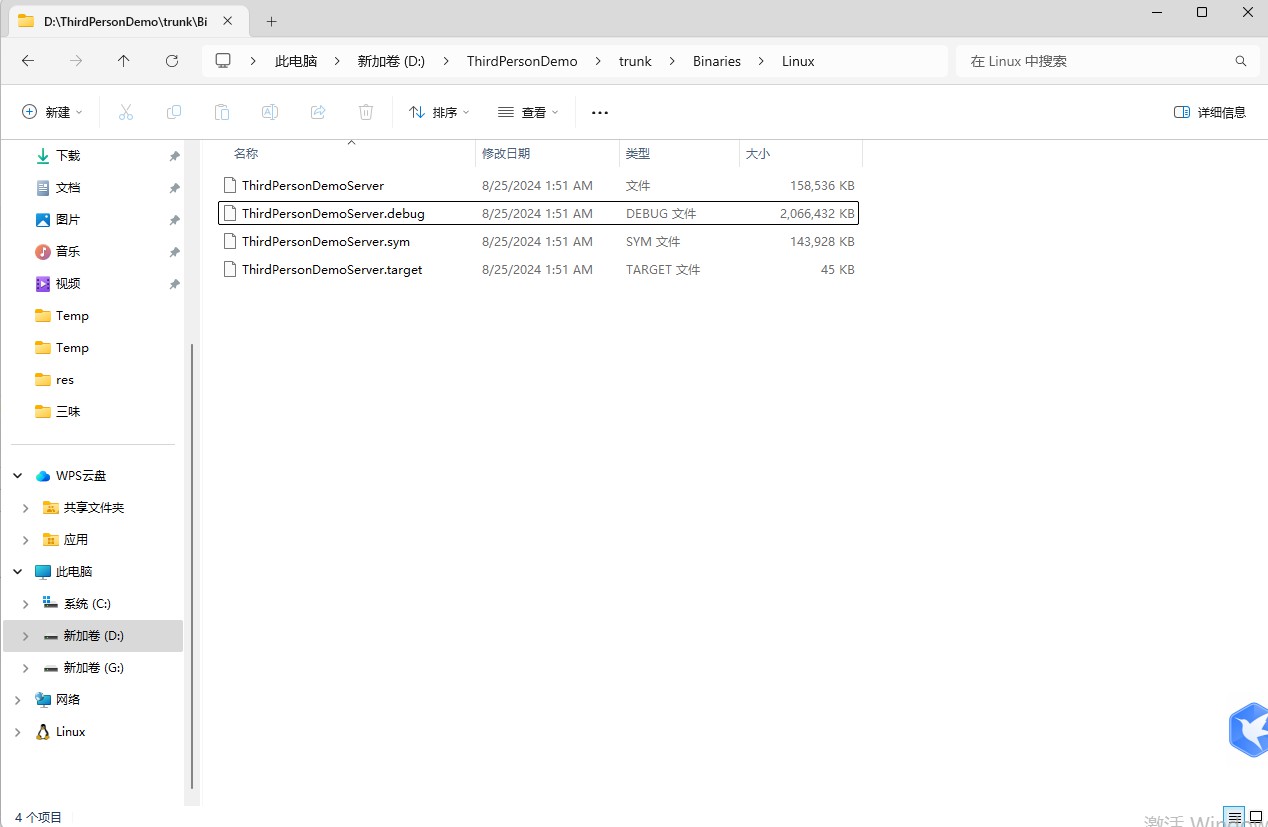 D:\ThirdPersonDemo\trunk\Bi
此电脑 新加卷 (D:) ThirdPersonDemo trunk Binaries Linux 在 Linux 中搜索
新建 排序 查看 详细信息
名称 修改日期 类型 大小
ThirdPersonDemoServer 8/25/2024 1:51 AM 文件 158,536 KB
ThirdPersonDemoServer.debug 8/25/2024 1:51 AM DEBUG 文件 2,066,432 KB
ThirdPersonDemoServer.sym 8/25/2024 1:51 AM SYM 文件 143,928 KB
ThirdPersonDemoServer.target 8/25/2024 1:51 AM TARGET 文件 45 KB
下载
文档
图片
音乐
视频
Temp
Temp
res
三味
WPS云盘
共享文件夹
应用
此电脑
系统 (C:)
新加卷 (D:)
新加卷 (G:)
网络
Linux
4 个项目
激活